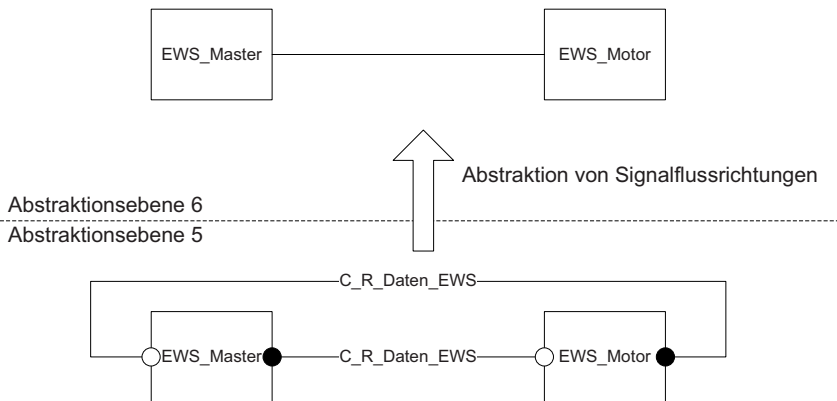 EWS_Master
EWS_Motor
Abstraktion von Signalflussrichtungen
Abstraktionsebene 6
Abstraktionsebene 5
C_R_Daten_EWS
EWS_Master
C_R_Daten_EWS
EWS_Motor